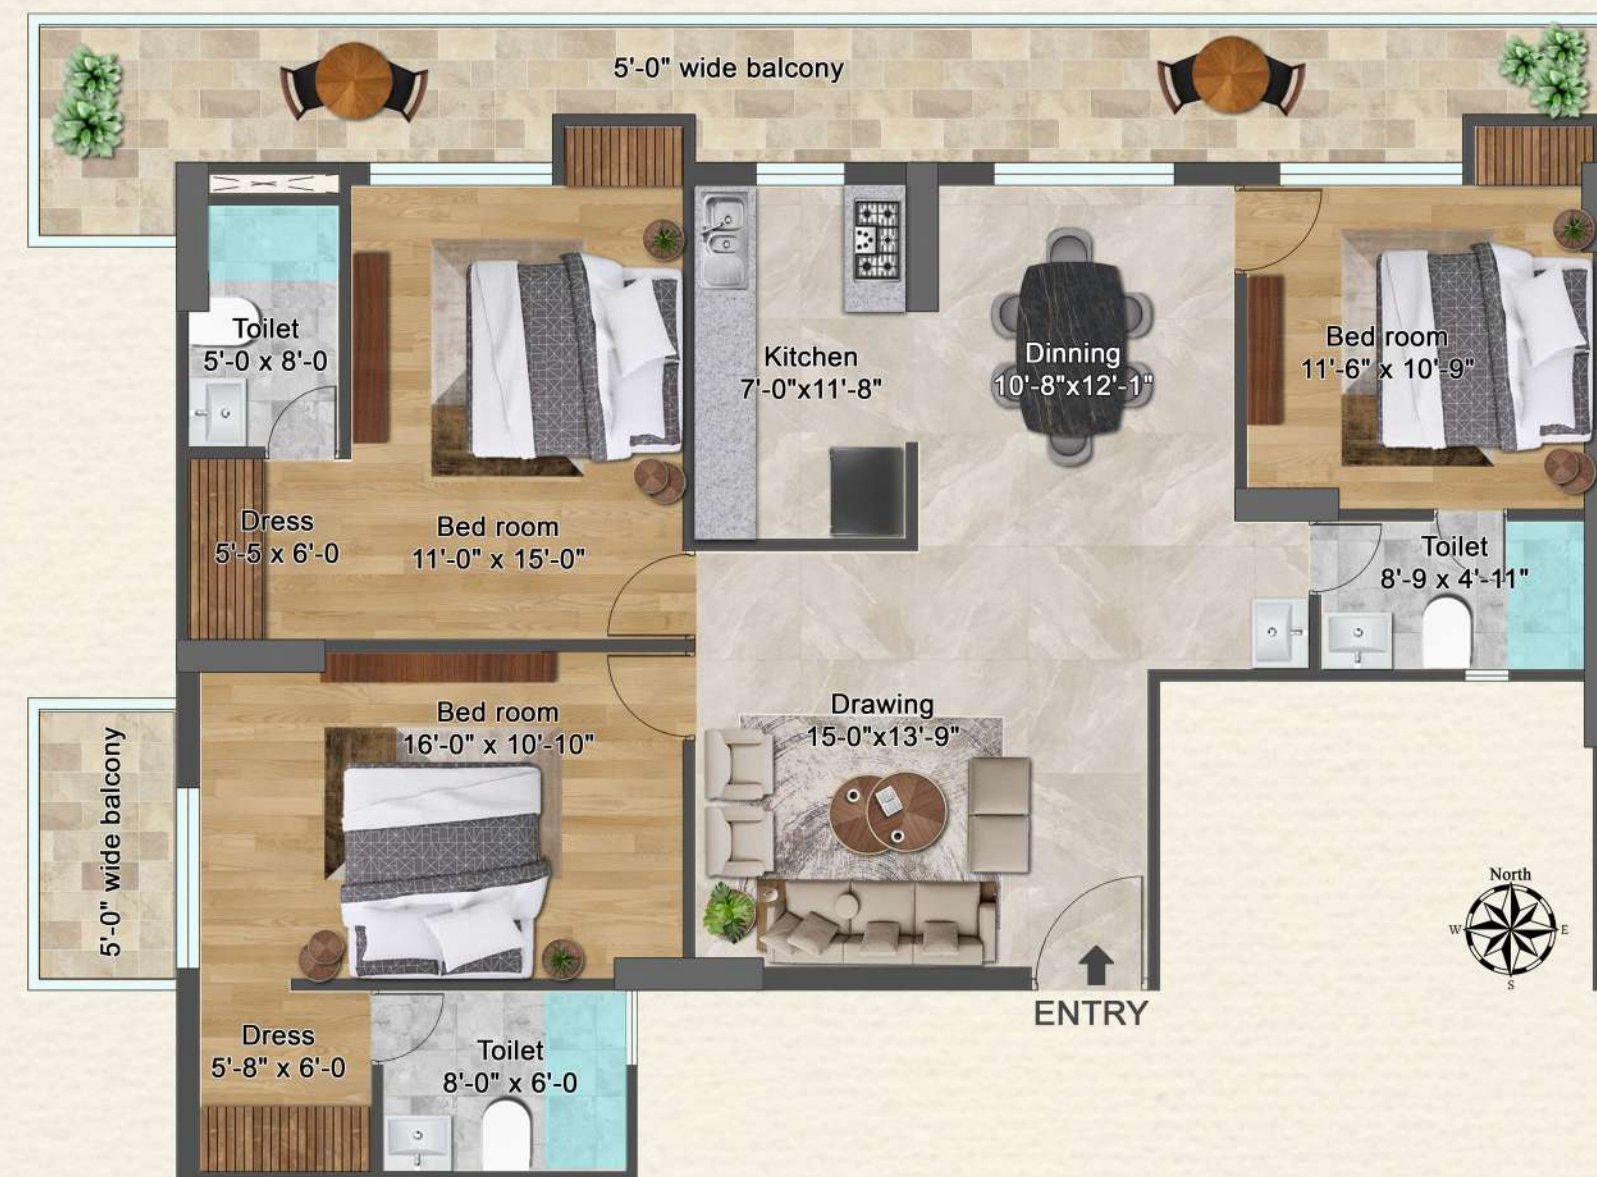 5'-0" wide balcony
Toilet
5'-0 x 8'-0
Kitchen
7'-0"x11'-8"
Dinning
10'-8"x12'-1"
Bed room
11'-6" x 10'-9"
Dress
5'-5 x 6'-0
Bed room
11'-0" x 15'-0"
Toilet
8'-9 x 4'-11"
Bed room
16'-0" x 10'-10"
Drawing
15-0"x13'-9"
5'-0" wide balcony
North
W
E
S
ENTRY
Dress
5'-8" x 6'-0
Toilet
8'-0" x 6'-0